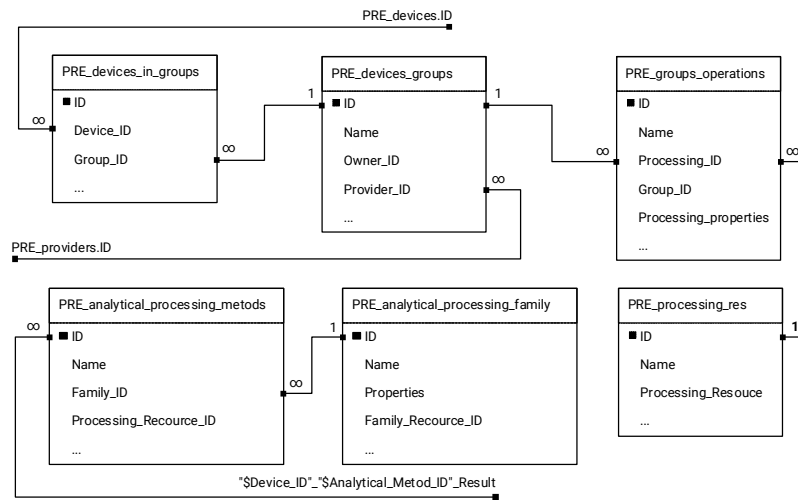 PRE_devices.ID
PRE_devices_in_groups
ID
Device_ID
Group_ID
...
∞
∞
PRE_devices_groups
1
ID
1
Name
Owner_ID
Provider_ID
...
∞
PRE_groups_operations
ID
Name
Processing_ID
Group_ID
Processing_properties
...
∞
∞
PRE_providers.ID
PRE_analytical_processing_metods
∞
ID
Name
Family_ID
Processing_Recource_ID
...
∞
PRE_analytical_processing_family
1
ID
Name
Properties
Family_Recource_ID
...
PRE_processing_res
ID
1
Name
Processing_Resouce
...
"$Device_ID"_"$Analytical_Metod_ID"_Result